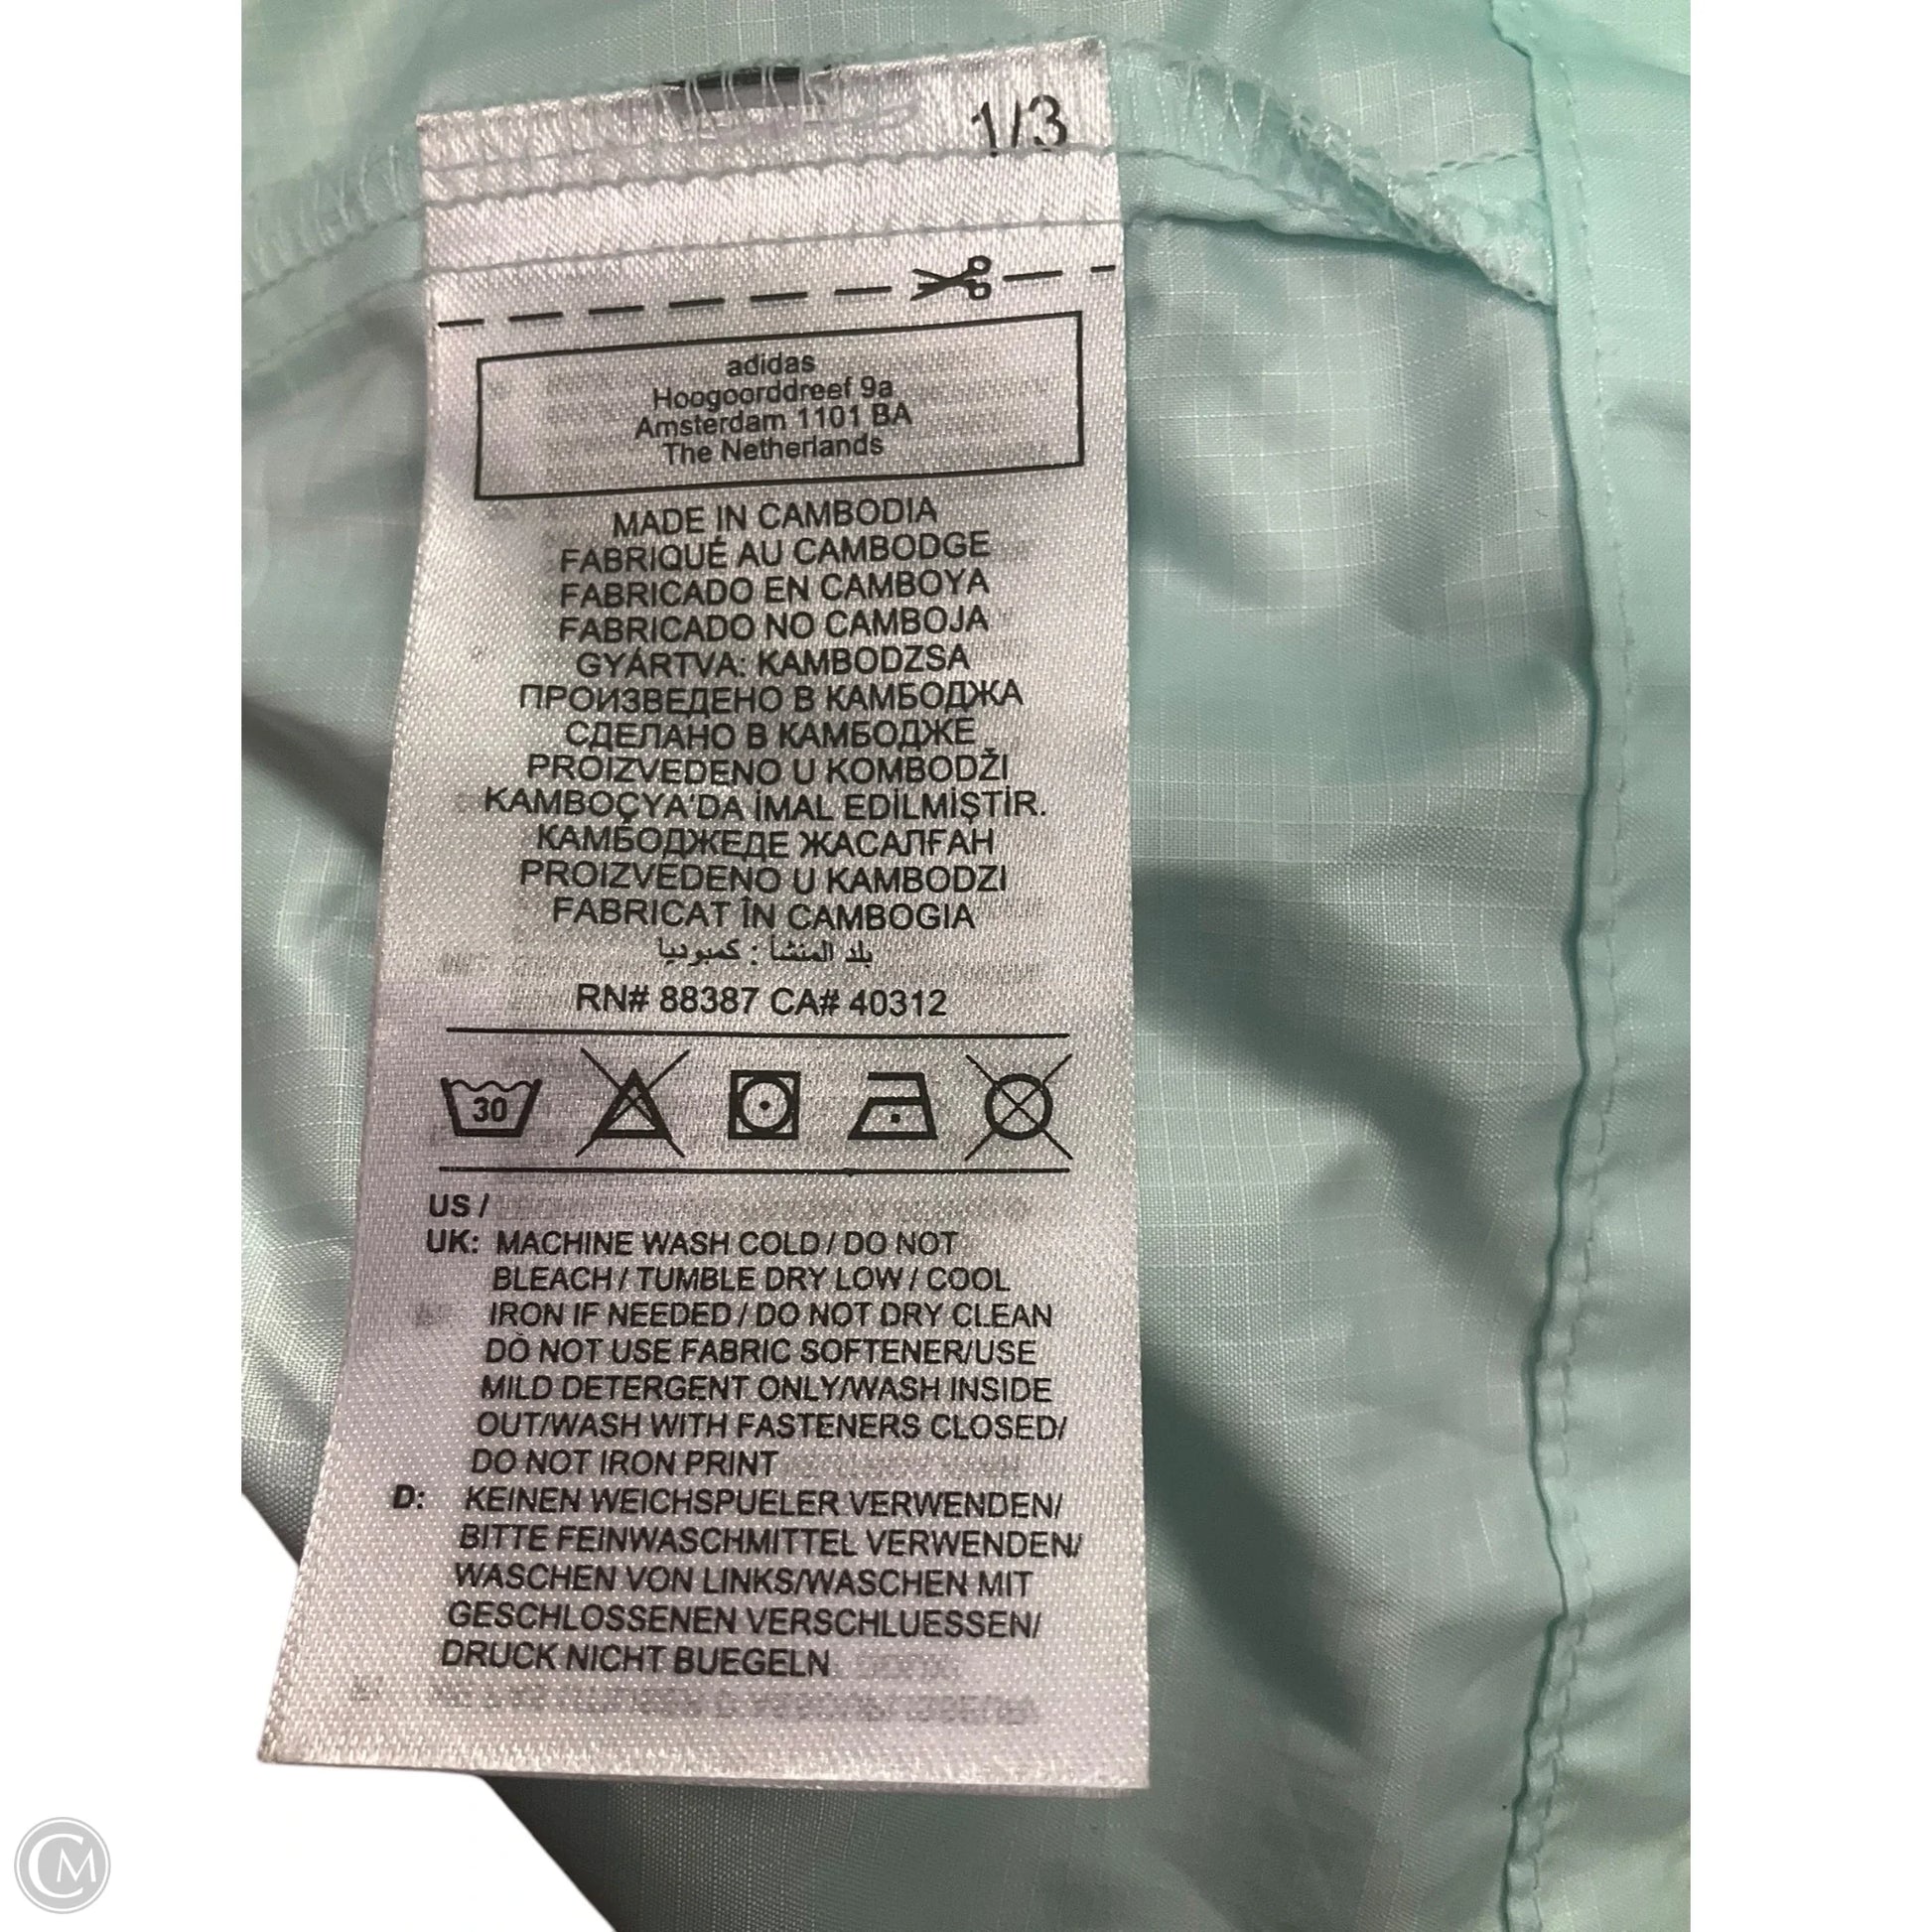 1/3
adidas
Hoogoorddreef 9a
Amsterdam 1101 BA
The Netherlands
MADE IN CAMBODIA
FABRIQUÉ AU CAMBODGE
FABRICADO EN CAMBOYA
FABRICADO NO CAMBOJA
GYÁRTVA: KAMBODZSA
ПРОИЗВЕДЕНО В КАМБОДЖА
СДЕЛАНО В КАМБОДЖЕ
PROIZVEDENO U KOMBODŽI
KAMBOÇYA'DA İMAL EDİLMİŞTİR.
КАМБОДЖЕДЕ ЖАСАЛҒАН
PROIZVEDENO U KAMBODZI
FABRICAT ÎN CAMBOGIA
بلد المنشأ : كمبوديا
RN# 88387 CA# 40312
30
US /
UK: MACHINE WASH COLD / DO NOT
BLEACH / TUMBLE DRY LOW / COOL
IRON IF NEEDED / DO NOT DRY CLEAN
DO NOT USE FABRIC SOFTENER/USE
MILD DETERGENT ONLY/WASH INSIDE
OUT/WASH WITH FASTENERS CLOSED/
DO NOT IRON PRINT
D: KEINEN WEICHSPUELER VERWENDEN/
BITTE FEINWASCHMITTEL VERWENDEN/
WASCHEN VON LINKS/WASCHEN MIT
GESCHLOSSENEN VERSCHLUESSEN/
DRUCK NICHT BUEGELN
CM